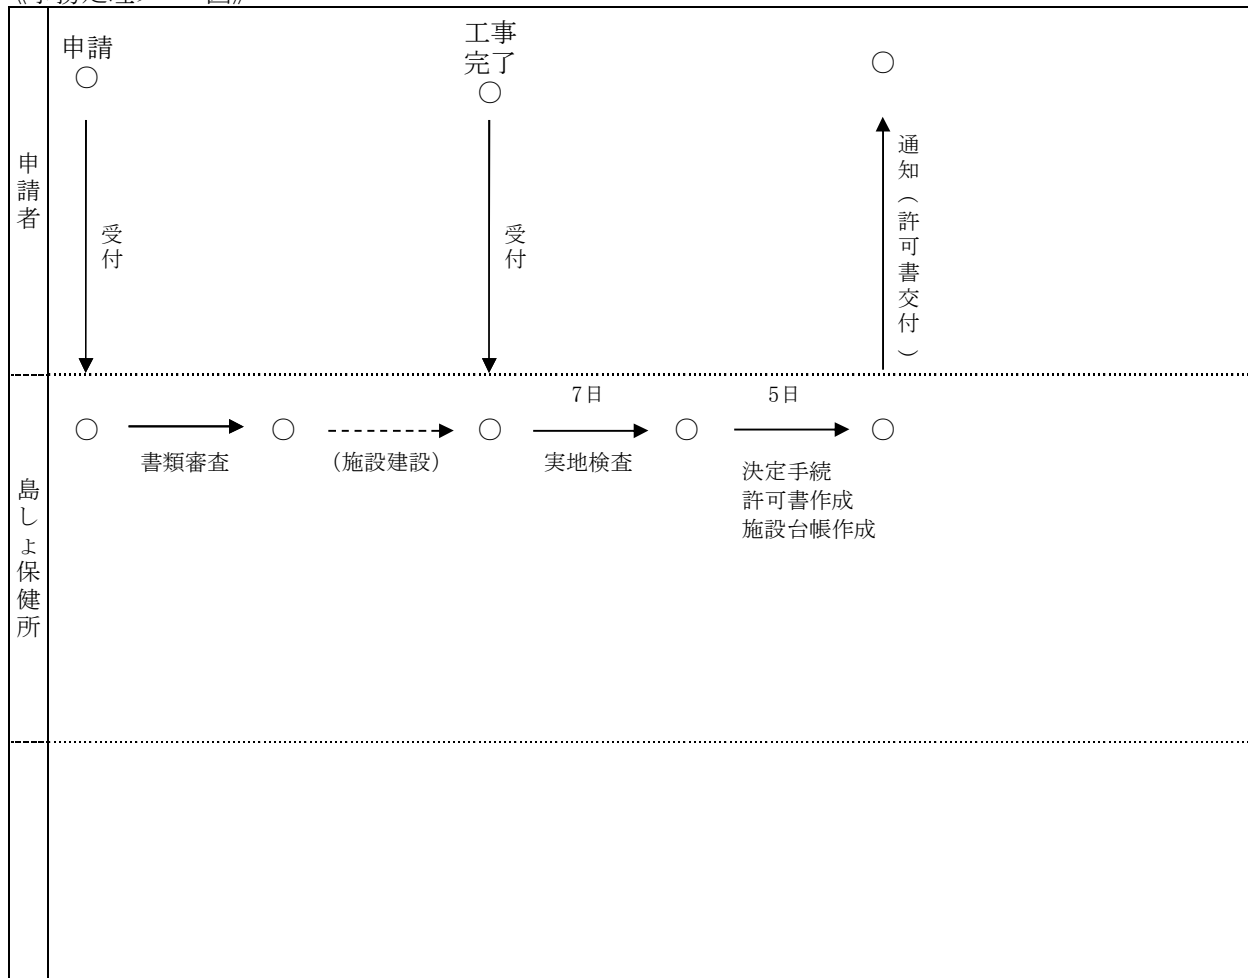 申請
工事
完了
申請者
受付
受付
通知（許可書交付）
7日
5日
書類審査
（施設建設）
実地検査
決定手続
許可書作成
施設台帳作成
島しょ保健所